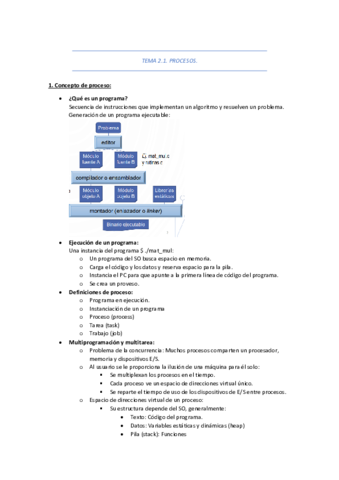 TEMA 2.1. PROCESOS.
1. Concepto de proceso:
• ¿Qué es un programa?
Secuencia de instrucciones que implementan un algoritmo y resuelven un problema.
Generación de un programa ejecutable:
Problema
editor
Módulo fuente A
Módulo fuente B
mat_mu.c
y rutinas.c
compilador o ensamblador
Módulo objeto A
Módulo objeto B
Librerías estáticas
montador (enlazador o linker)
Binario ejecutable
• Ejecución de un programa:
Una instancia del programa $ ./mat_mul:
o Un programa del SO busca espacio en memoria.
o Carga el código y los datos y reserva espacio para la pila.
o Instancia el PC para que apunte a la primera línea de código del programa.
o Se crea un proveso.
• Definiciones de proceso:
o Programa en ejecución.
o Instanciación de un programa
o Proceso (process)
o Tarea (task)
o Trabajo (job)
• Multiprogramación y multitarea:
o Problema de la concurrencia: Muchos procesos comparten un procesador,
memoria y dispositivos E/S.
o Al usuario se le proporciona la ilusión de una máquina para él solo:
▪ Se multiplexan los procesos en el tiempo.
▪ Cada proceso ve un espacio de direcciones virtual único.
▪ Se reparte el tiempo de uso de los dispositivos de E/S entre procesos.
o Espacio de direcciones virtual de un proceso:
▪ Su estructura depende del SO, generalmente:
• Texto: Código del programa.
• Datos: Variables estáticas y dinámicas (heap)
• Pila (stack): Funciones